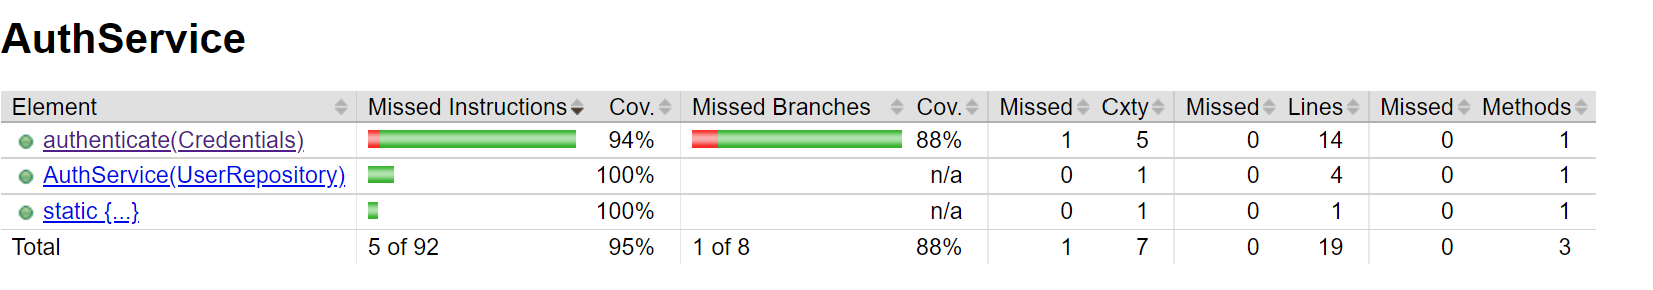 AuthService
Element Missed Instructions Cov. Missed Branches Cov. Missed Cxty Missed Lines Missed Methods
authenticate(Credentials) 94% 88% 1 5 0 14 0 1
AuthService(UserRepository) 100% n/a 0 1 0 4 0 1
static {...} 100% n/a 0 1 0 1 0 1
Total 5 of 92 95% 1 of 8 88% 1 7 0 19 0 3